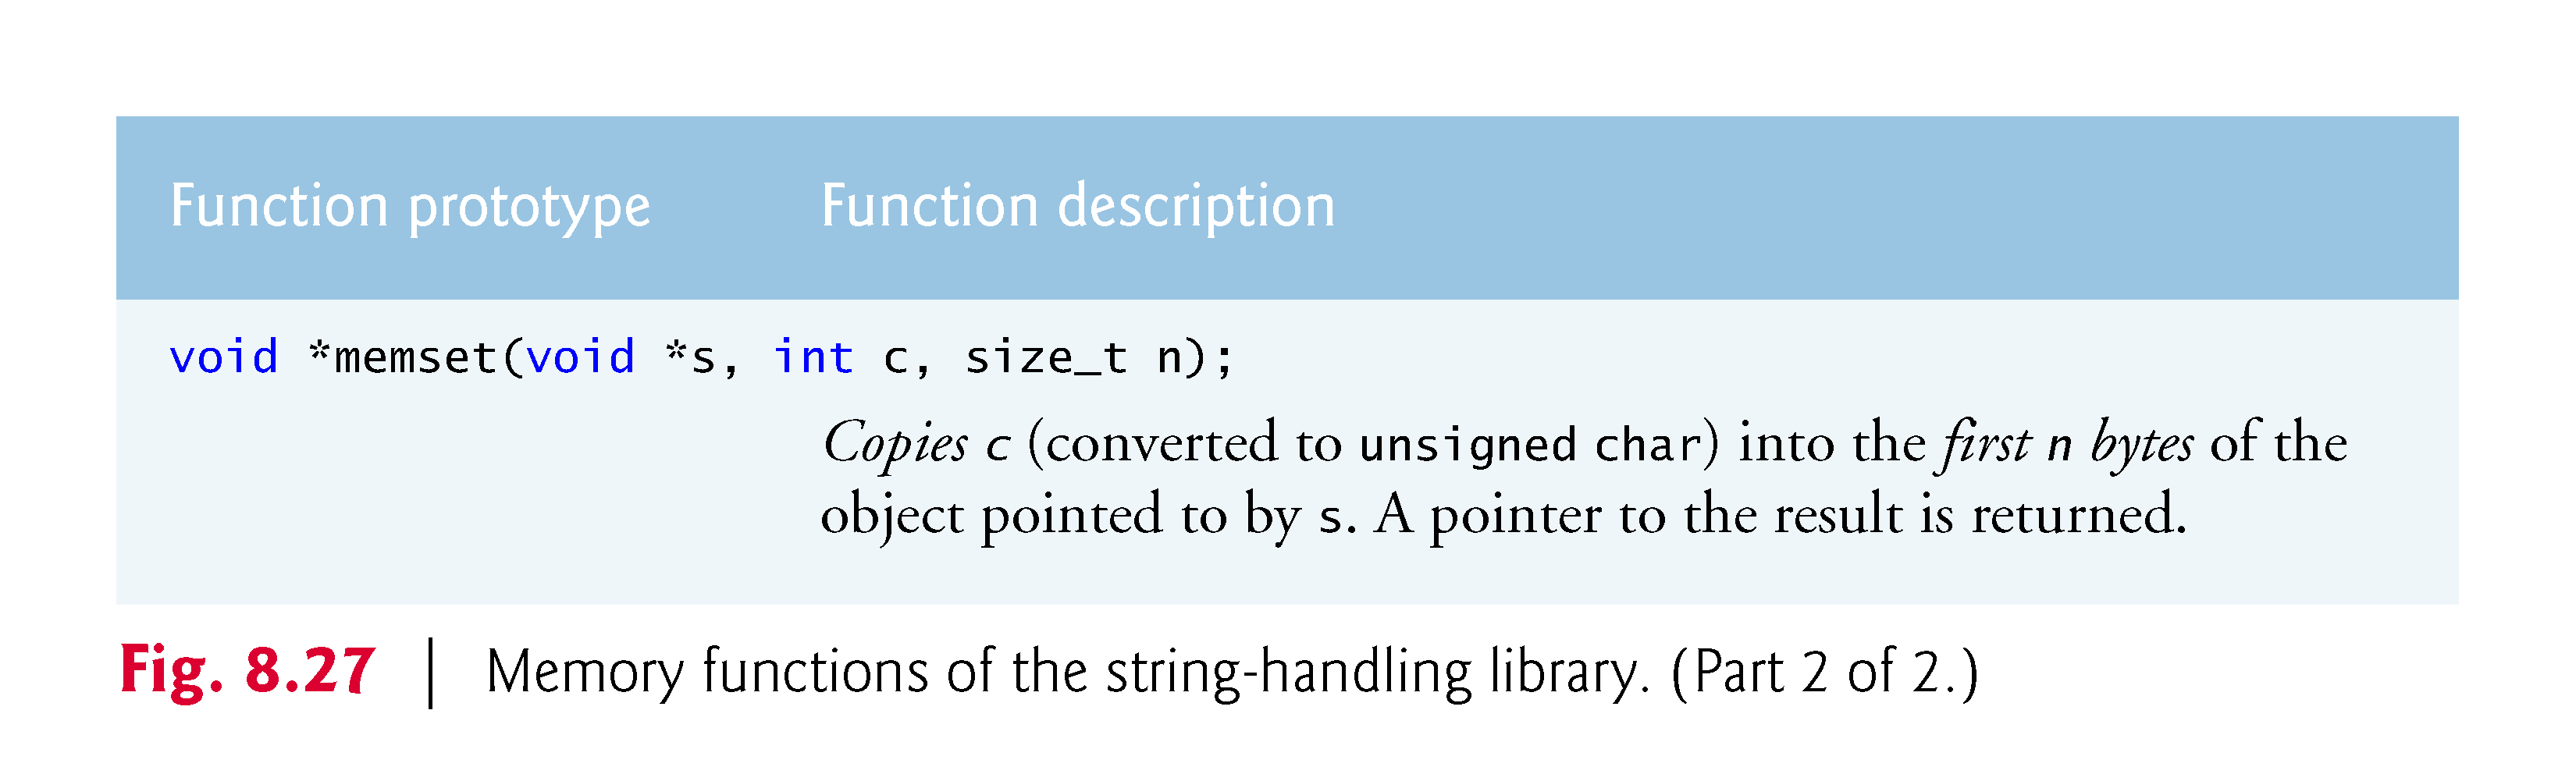 Function prototype Function description
void *memset(void *s, int c, size_t n);
Copies c (converted to unsigned char) into the first n bytes of the
object pointed to by s. A pointer to the result is returned.
Fig. 8.27 | Memory functions of the string-handling library. (Part 2 of 2.)